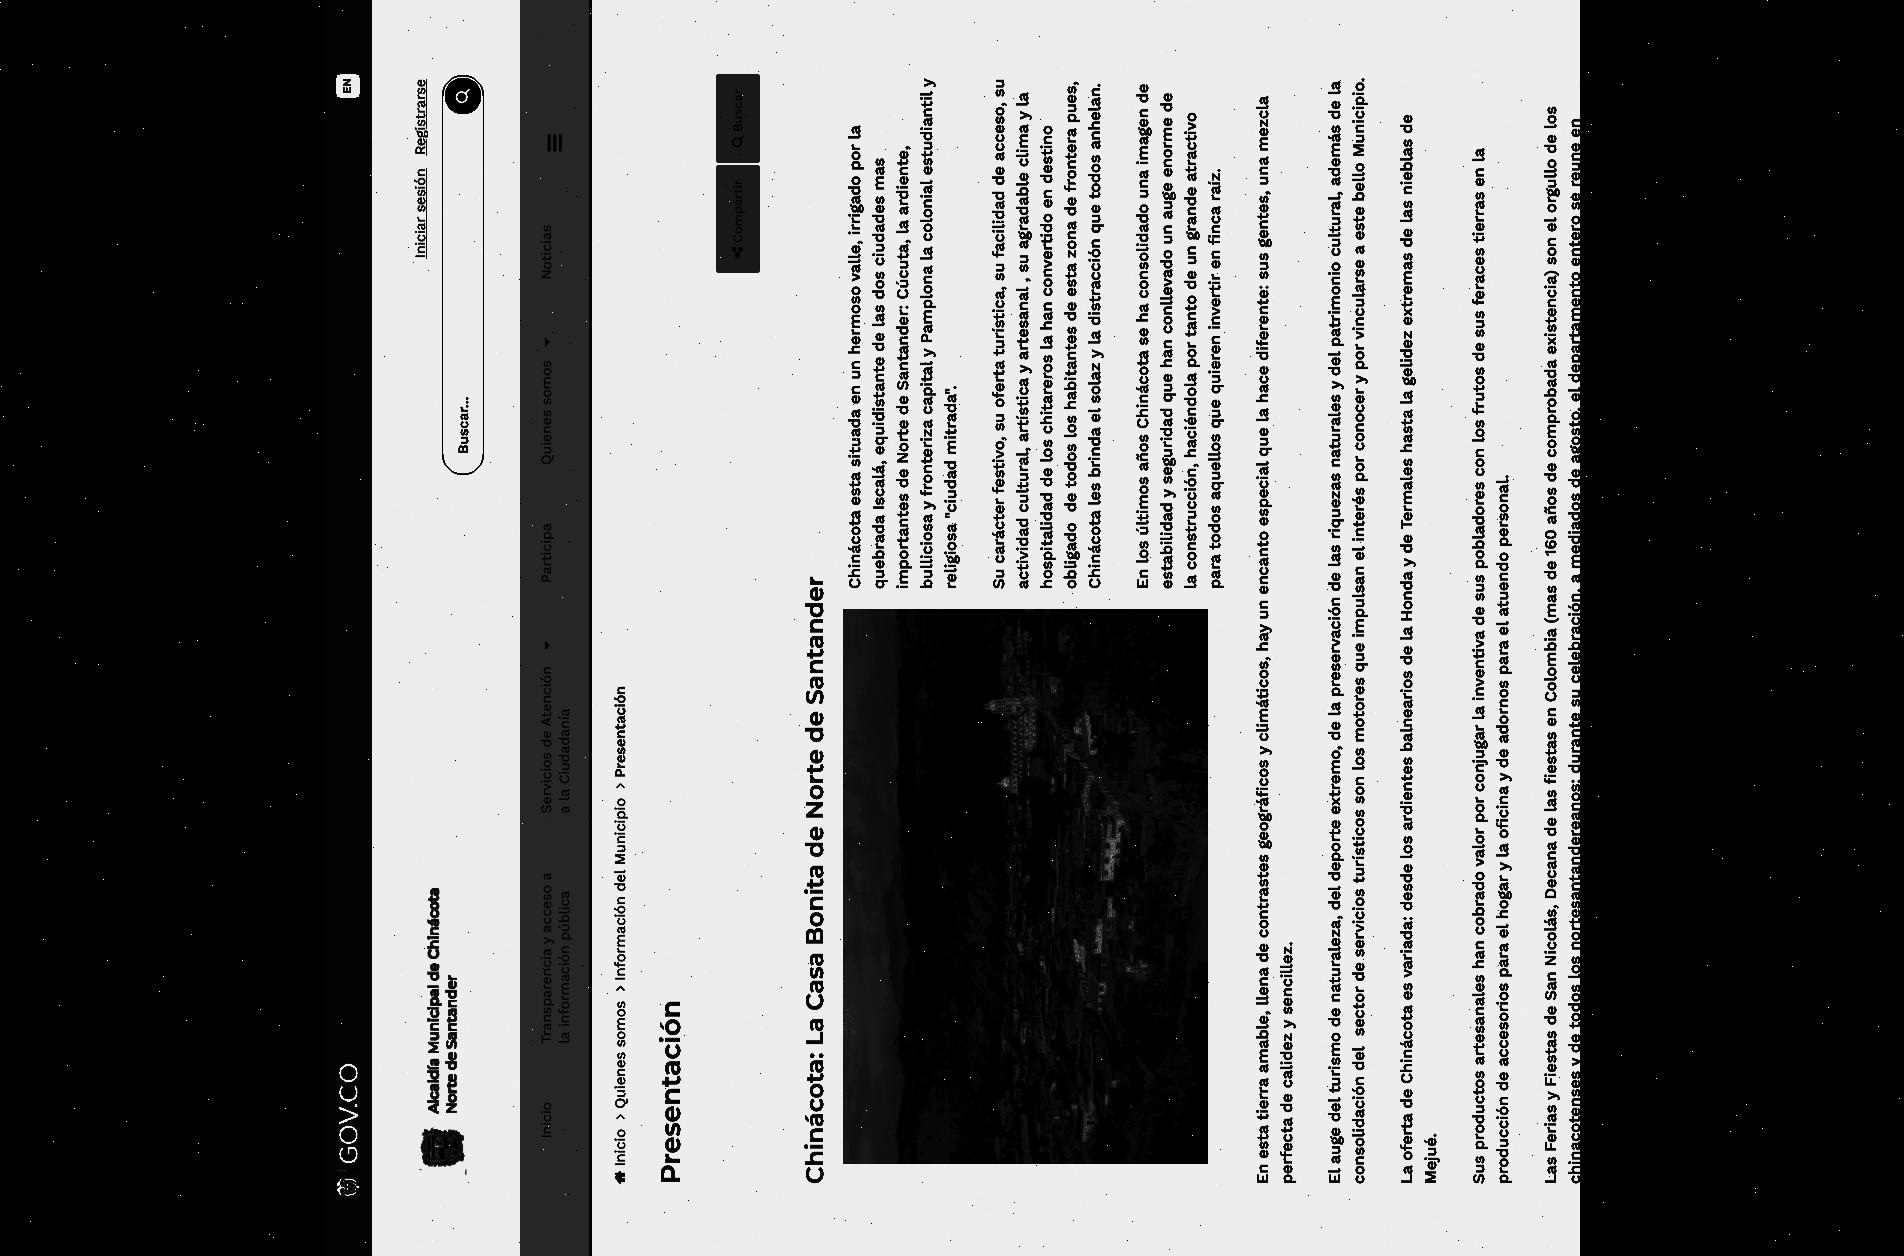 GOV.CO
EN
Alcaldía Municipal de Chinácota
Norte de Santander
Iniciar sesión Registrarse
Buscar...
Inicio
Transparencia y acceso a
la información pública
Servicios de Atención
a la Ciudadanía
Participa
Quienes somos
Noticias
Inicio > Quienes somos > Información del Municipio > Presentación
Presentación
Compartir
Buscar
Chinácota: La Casa Bonita de Norte de Santander
Chinácota esta situada en un hermoso valle, irrigado por la
quebrada Iscalá, equidistante de las dos ciudades mas
importantes de Norte de Santander: Cúcuta, la ardiente,
bulliciosa y fronteriza capital y Pamplona la colonial estudiantil y
religiosa "ciudad mitrada".
Su carácter festivo, su oferta turística, su facilidad de acceso, su
actividad cultural, artística y artesanal , su agradable clima y la
hospitalidad de los chitareros la han convertido en destino
obligado de todos los habitantes de esta zona de frontera pues,
Chinácota les brinda el solaz y la distracción que todos anhelan.
En los últimos años Chinácota se ha consolidado una imagen de
estabilidad y seguridad que han conllevado un auge enorme de
la construcción, haciéndola por tanto de un grande atractivo
para todos aquellos que quieren invertir en finca raíz.
En esta tierra amable, llena de contrastes geográficos y climáticos, hay un encanto especial que la hace diferente: sus gentes, una mezcla
perfecta de calidez y sencillez.
El auge del turismo de naturaleza, del deporte extremo, de la preservación de las riquezas naturales y del patrimonio cultural, además de la
consolidación del sector de servicios turísticos son los motores que impulsan el interés por conocer y por vincularse a este bello Municipio.
La oferta de Chinácota es variada: desde los ardientes balnearios de la Honda y de Termales hasta la gelidez extremas de las nieblas de
Mejué.
Sus productos artesanales han cobrado valor por conjugar la inventiva de sus pobladores con los frutos de sus feraces tierras en la
producción de accesorios para el hogar y la oficina y de adornos para el atuendo personal.
Las Ferias y Fiestas de San Nicolás, Decana de las fiestas en Colombia (mas de 160 años de comprobada existencia) son el orgullo de los
chinacotenses y de todos los nortesantandereanos; durante su celebración, a mediados de agosto, el departamento entero se reune en